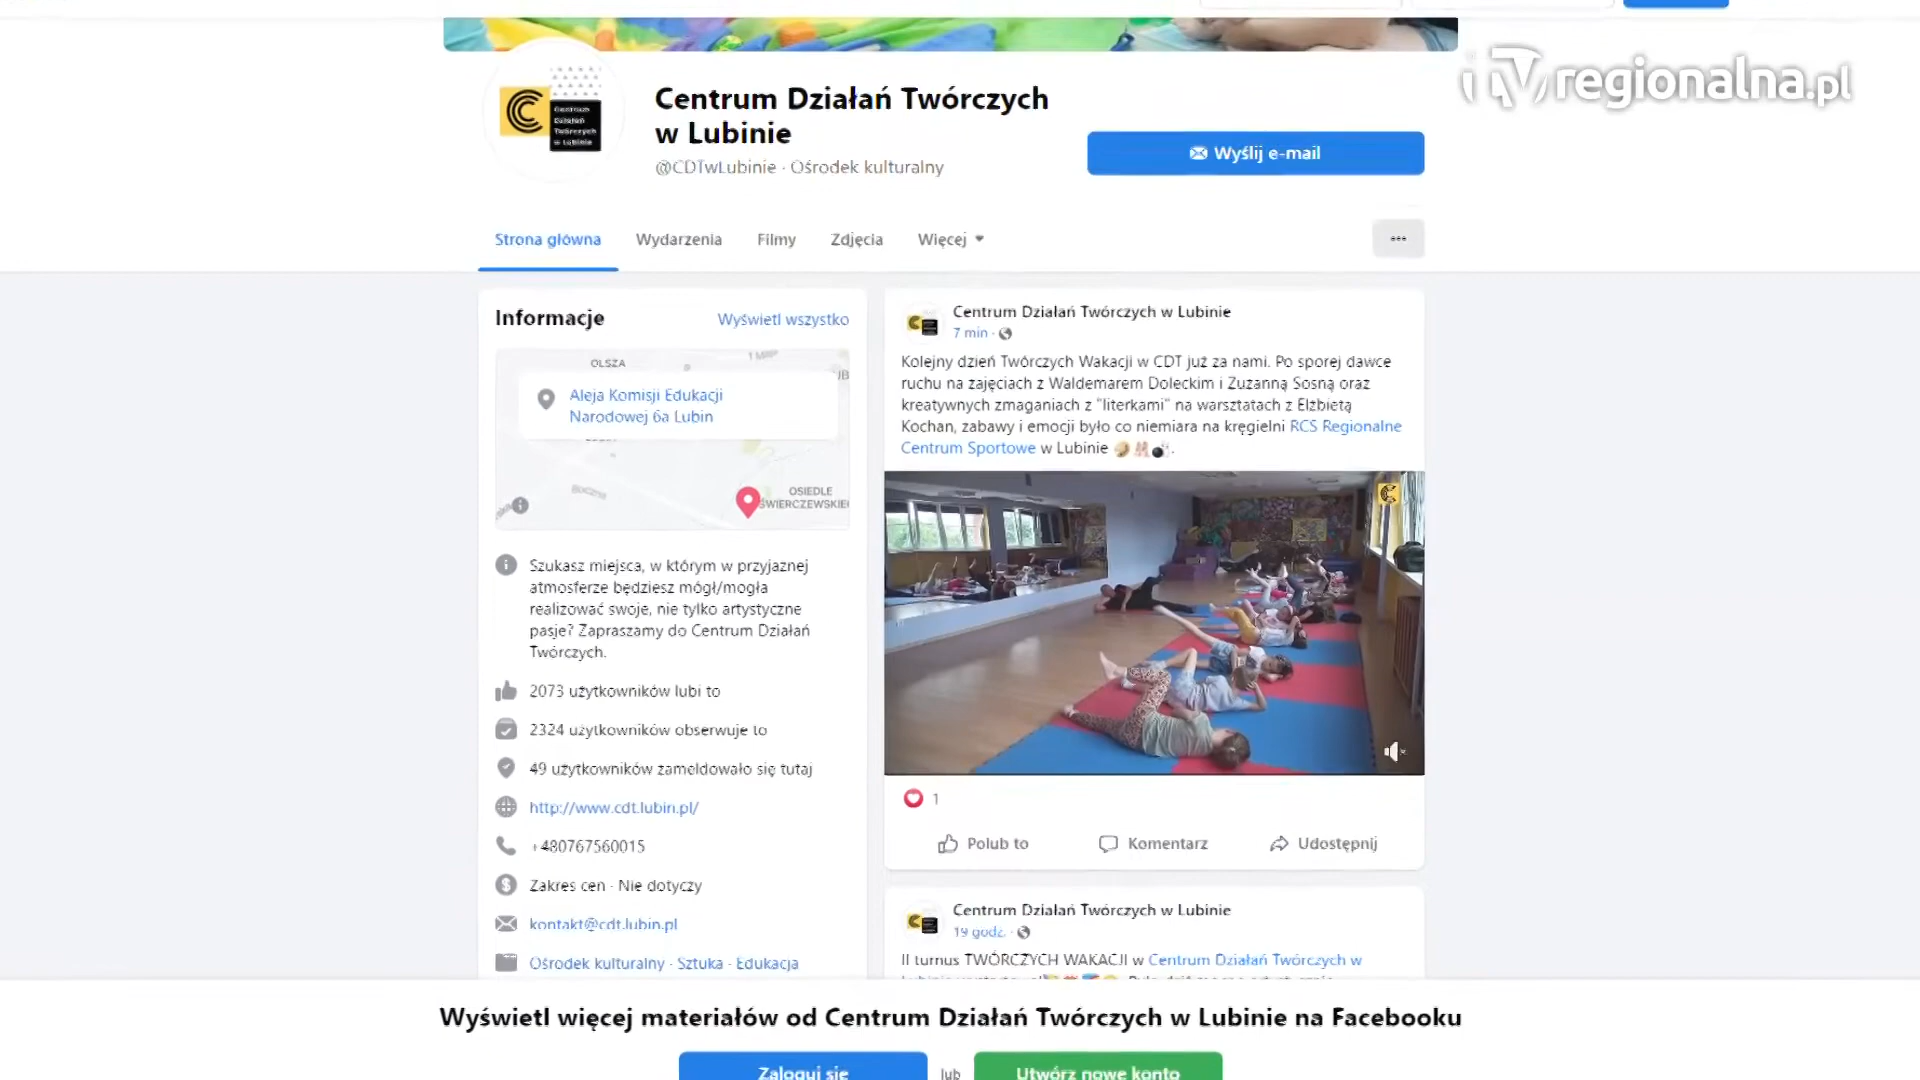 regionalna.pl
Centrum
Działań
Twórczych
w Lubinie
Centrum Działań Twórczych
w Lubinie
@CDTwLubinie · Ośrodek kulturalny
Wyślij e-mail
Strona główna
Wydarzenia
Filmy
Zdjęcia
Więcej
Informacje
Wyświetl wszystko
OLSZA
Aleja Komisji Edukacji
Narodowej 6a Lubin
OSIEDLE
ŚWIERCZEWSKIE
Szukasz miejsca, w którym w przyjaznej
atmosferze będziesz mógł/mogła
realizować swoje, nie tylko artystyczne
pasje? Zapraszamy do Centrum Działań
Twórczych.
2073 użytkowników lubi to
2324 użytkowników obserwuje to
49 użytkowników zameldowało się tutaj
http://www.cdt.lubin.pl/
+480767560015
Zakres cen · Nie dotyczy
kontakt@cdt.lubin.pl
Ośrodek kulturalny · Sztuka · Edukacja
Centrum Działań Twórczych w Lubinie
7 min ·
Kolejny dzień Twórczych Wakacji w CDT już za nami. Po sporej dawce
ruchu na zajęciach z Waldemarem Doleckim i Zuzanną Sosną oraz
kreatywnych zmaganiach z "literkami" na warsztatach z Elżbietą
Kochan, zabawy i emocji było co niemiara na kręgielni RCS Regionalne
Centrum Sportowe w Lubinie 🥏🩰🎳.
1
Polub to
Komentarz
Udostępnij
Centrum Działań Twórczych w Lubinie
19 godz. ·
II turnus TWÓRCZYCH WAKACJI w Centrum Działań Twórczych w
Wyświetl więcej materiałów od Centrum Działań Twórczych w Lubinie na Facebooku
Zaloguj się
lub
Utwórz nowe konto